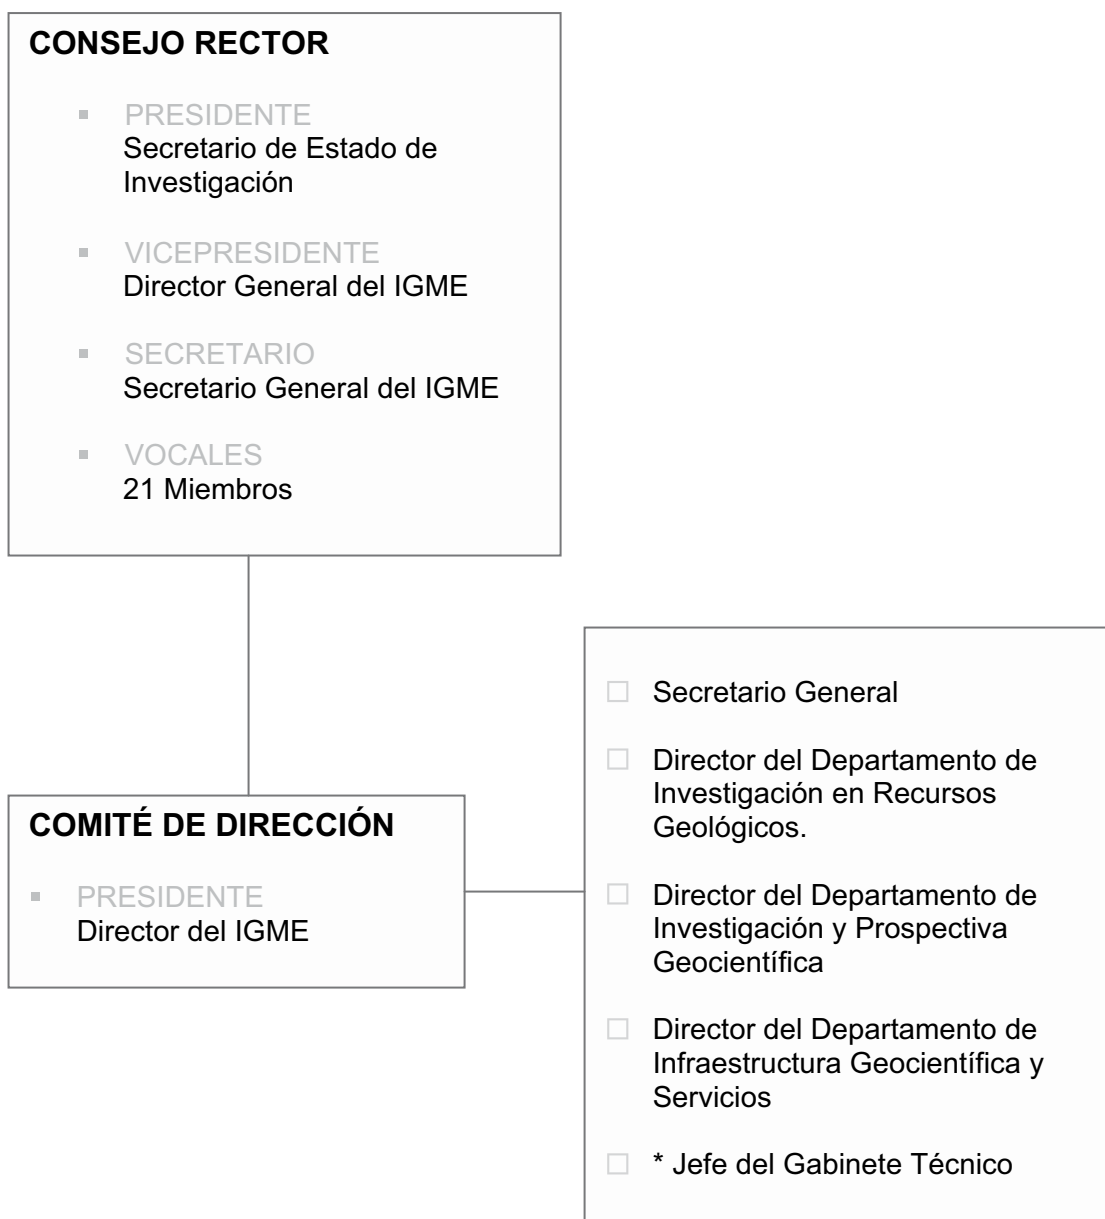 CONSEJO RECTOR
▪ PRESIDENTE
Secretario de Estado de
Investigación
▪ VICEPRESIDENTE
Director General del IGME
▪ SECRETARIO
Secretario General del IGME
▪ VOCALES
21 Miembros
COMITÉ DE DIRECCIÓN
▪ PRESIDENTE
Director del IGME
□ Secretario General
□ Director del Departamento de
Investigación en Recursos
Geológicos.
□ Director del Departamento de
Investigación y Prospectiva
Geocientífica
□ Director del Departamento de
Infraestructura Geocientífica y
Servicios
□ * Jefe del Gabinete Técnico